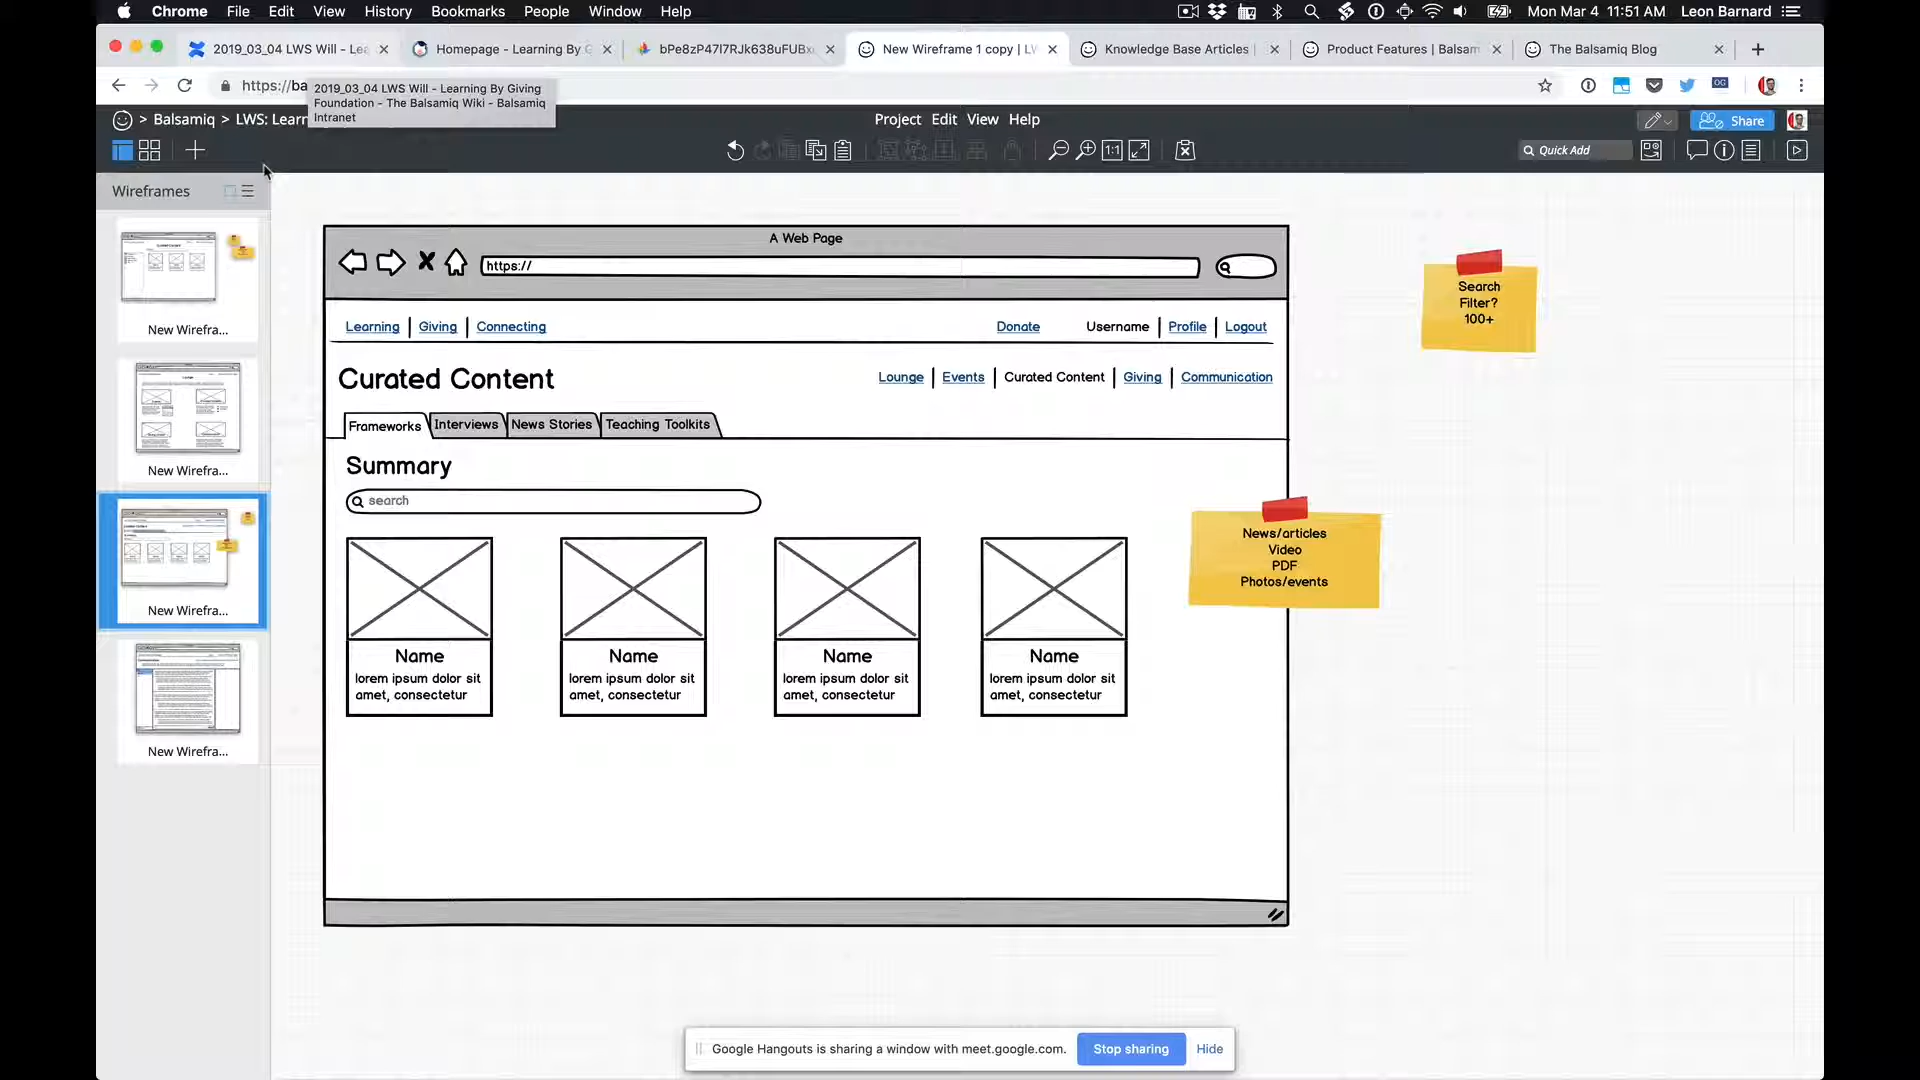 Chrome File Edit View History Bookmarks People Window Help
Mon Mar 4 11:51 AM Leon Barnard
2019_03_04 LWS Will - Lea
Homepage - Learning By G
bPe8zP47l7RJk638uFUBx
New Wireframe 1 copy | LW
Knowledge Base Articles |
Product Features | Balsam
The Balsamiq Blog
https://ba
2019_03_04 LWS Will - Learning By Giving
Foundation - The Balsamiq Wiki - Balsamiq
Intranet
> Balsamiq > LWS: Learn
Project Edit View Help
Share
1:1
Quick Add
Wireframes
New Wirefra...
New Wirefra...
New Wirefra...
New Wirefra...
A Web Page
https://
Learning Giving Connecting
Donate Username Profile Logout
Curated Content
Lounge Events Curated Content Giving Communication
Frameworks Interviews News Stories Teaching Toolkits
Summary
search
Name
lorem ipsum dolor sit
amet, consectetur
Name
lorem ipsum dolor sit
amet, consectetur
Name
lorem ipsum dolor sit
amet, consectetur
Name
lorem ipsum dolor sit
amet, consectetur
Search
Filter?
100+
News/articles
Video
PDF
Photos/events
Google Hangouts is sharing a window with meet.google.com.
Stop sharing
Hide